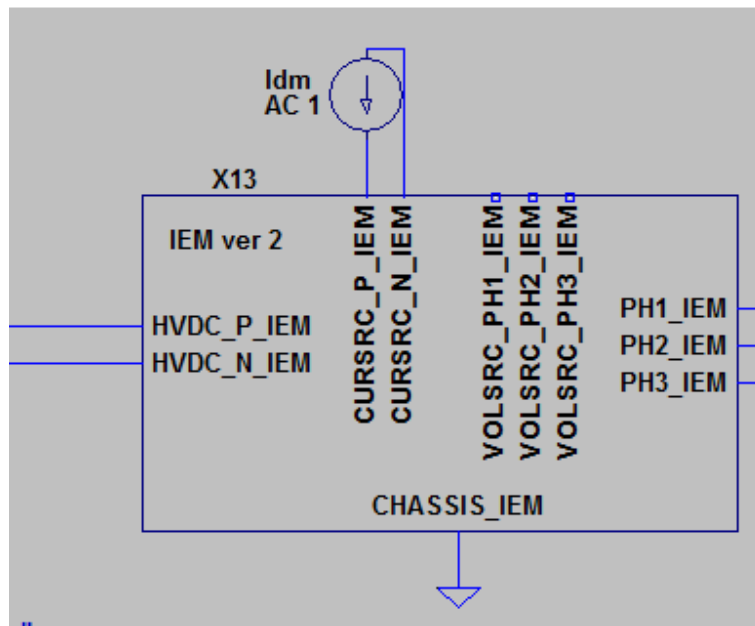 Idm
AC 1
X13
IEM ver 2
CURSRC_P_IEM
CURSRC_N_IEM
VOLSRC_PH1_IEM
VOLSRC_PH2_IEM
VOLSRC_PH3_IEM
HVDC_P_IEM
HVDC_N_IEM
PH1_IEM
PH2_IEM
PH3_IEM
CHASSIS_IEM